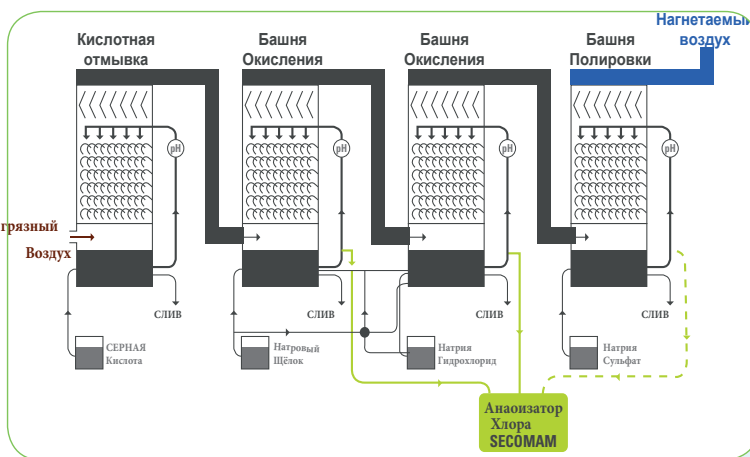 Нагнетаемый
воздух
Кислотная
отмывка
Башня
Окисления
Башня
Окисления
Башня
Полировки
pH
pH
pH
pH
грязный
Воздух
СЛИВ
СЛИВ
СЛИВ
СЛИВ
СЕРНАЯ
Кислота
Натровый
Щёлок
Натрия
Гидрохлорид
Натрия
Сульфат
Анаоизатор
Хлора
SECOMAM